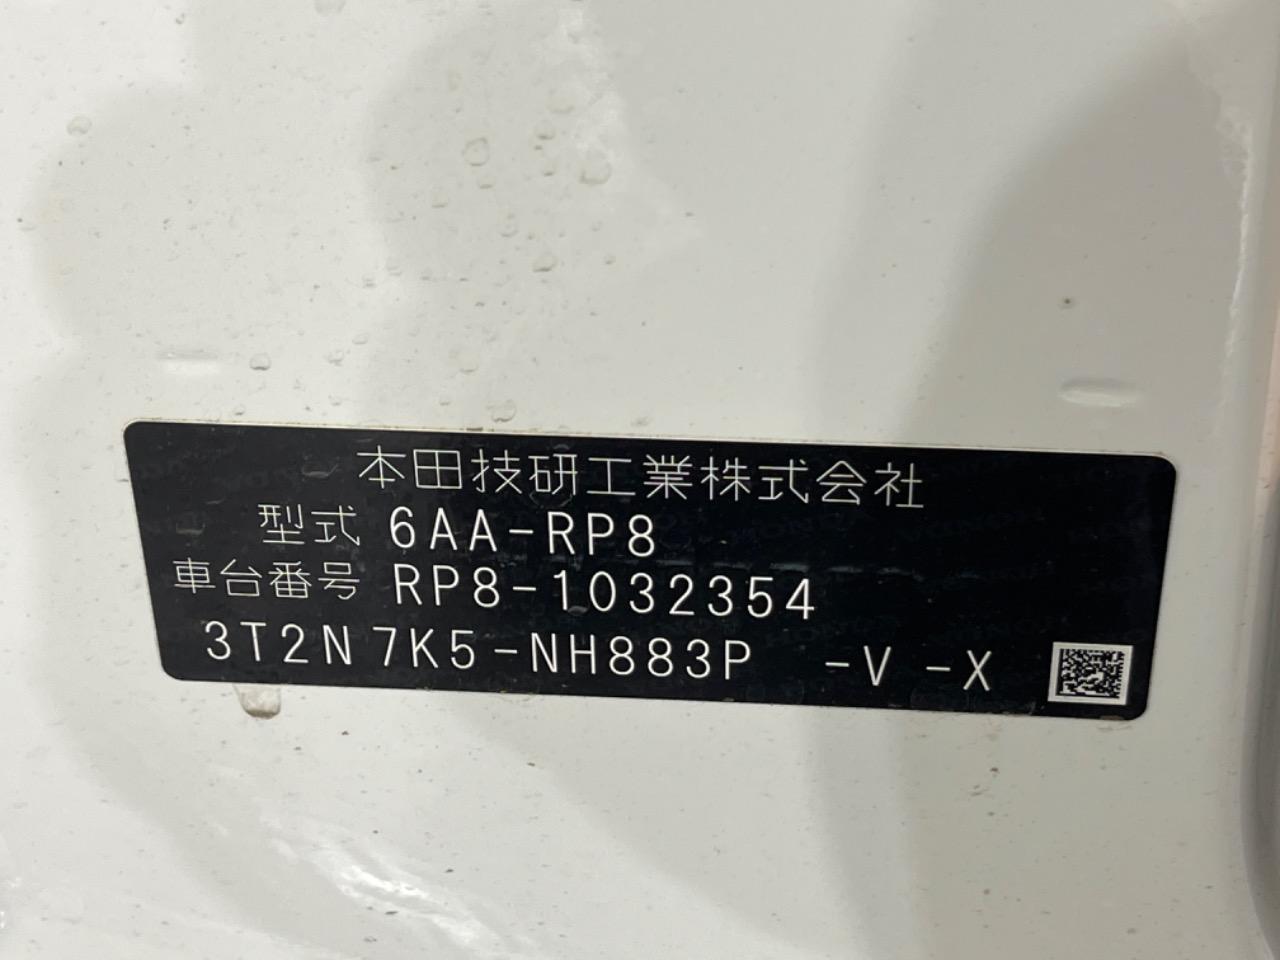 本田技研工業株式会社
型式 6AA-RP8
車台番号 RP8-1032354
3T2N7K5-NH883P -V -X